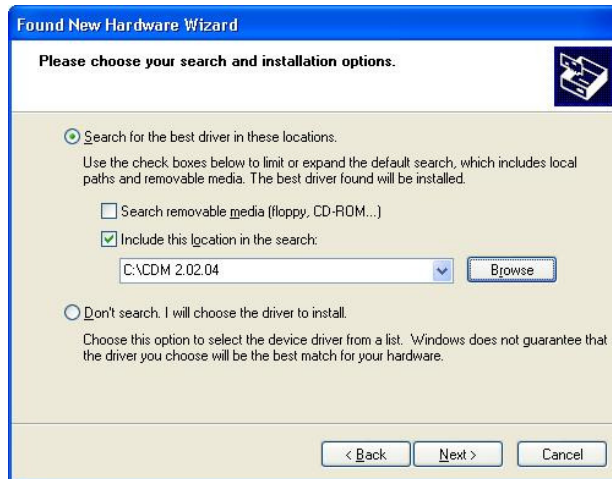 Found New Hardware Wizard
Please choose your search and installation options.
Search for the best driver in these locations.
Use the check boxes below to limit or expand the default search, which includes local
paths and removable media. The best driver found will be installed.
Search removable media (floppy, CD-ROM...)
Include this location in the search:
C:\CDM 2.02.04
Browse
Don't search. I will choose the driver to install.
Choose this option to select the device driver from a list. Windows does not guarantee that
the driver you choose will be the best match for your hardware.
< Back Next > Cancel